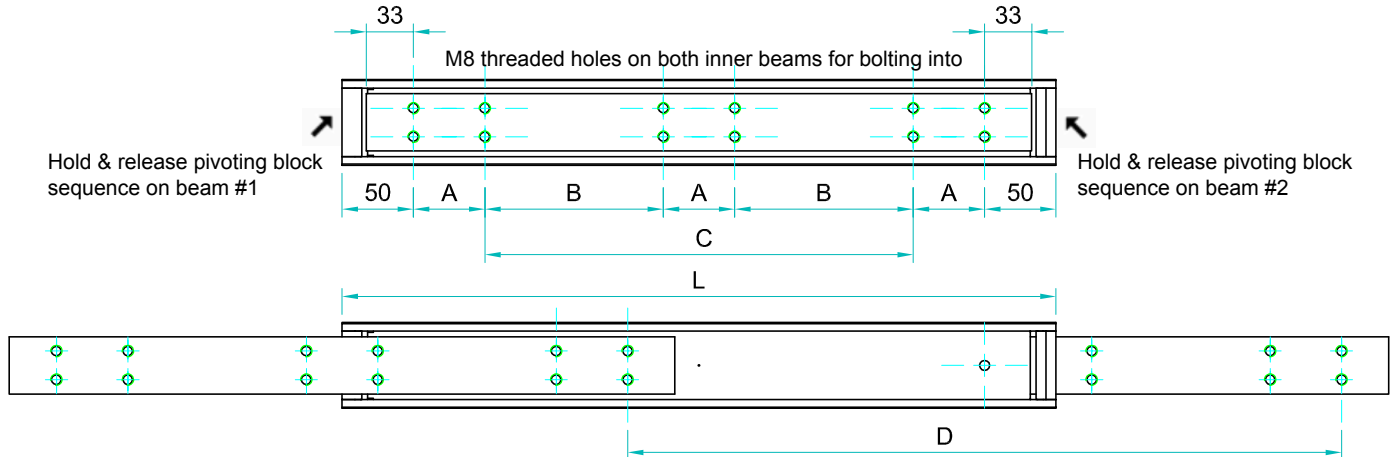 33
33
M8 threaded holes on both inner beams for bolting into
Hold & release pivoting block
sequence on beam #1
Hold & release pivoting block
sequence on beam #2
50 A B A B A 50
C
L
D